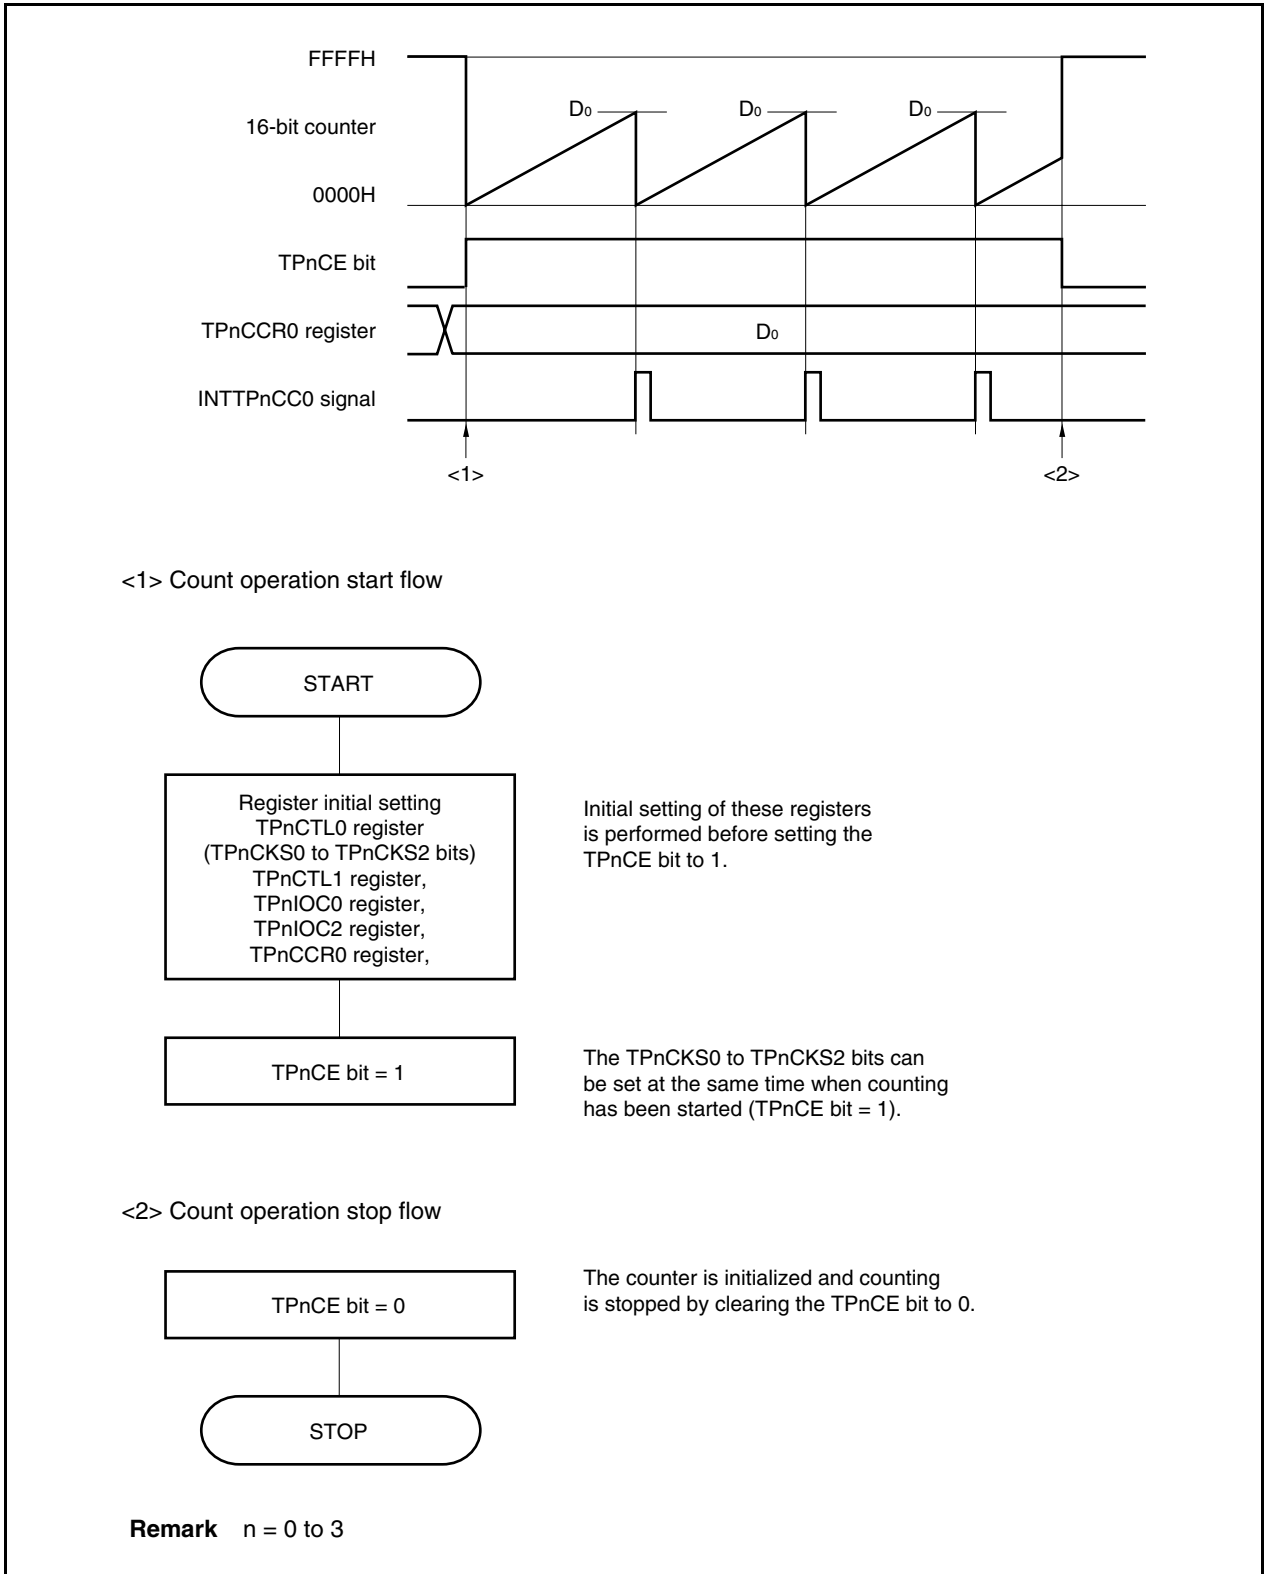 FFFFH
D0 D0 D0
16-bit counter
0000H
TPnCE bit
TPnCCR0 register
D0
INTTPnCC0 signal
<1> <2>
<1> Count operation start flow
START
Register initial setting
TPnCTL0 register
(TPnCKS0 to TPnCKS2 bits)
TPnCTL1 register,
TPnIOC0 register,
TPnIOC2 register,
TPnCCR0 register,
Initial setting of these registers
is performed before setting the
TPnCE bit to 1.
TPnCE bit = 1
The TPnCKS0 to TPnCKS2 bits can
be set at the same time when counting
has been started (TPnCE bit = 1).
<2> Count operation stop flow
TPnCE bit = 0
The counter is initialized and counting
is stopped by clearing the TPnCE bit to 0.
STOP
Remark n = 0 to 3